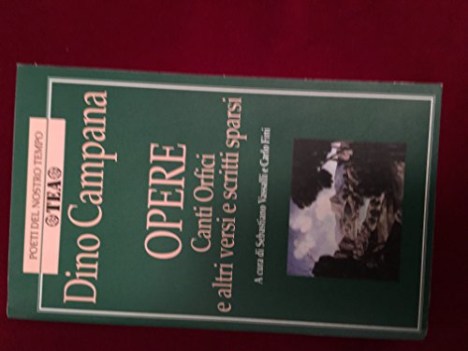 POETI DEL NOSTRO TEMPO
TEA
Dino Campana
OPERE
Canti Orfici
e altri versi e scritti sparsi
A cura di Sebastiano Vassalli e Carlo Fini